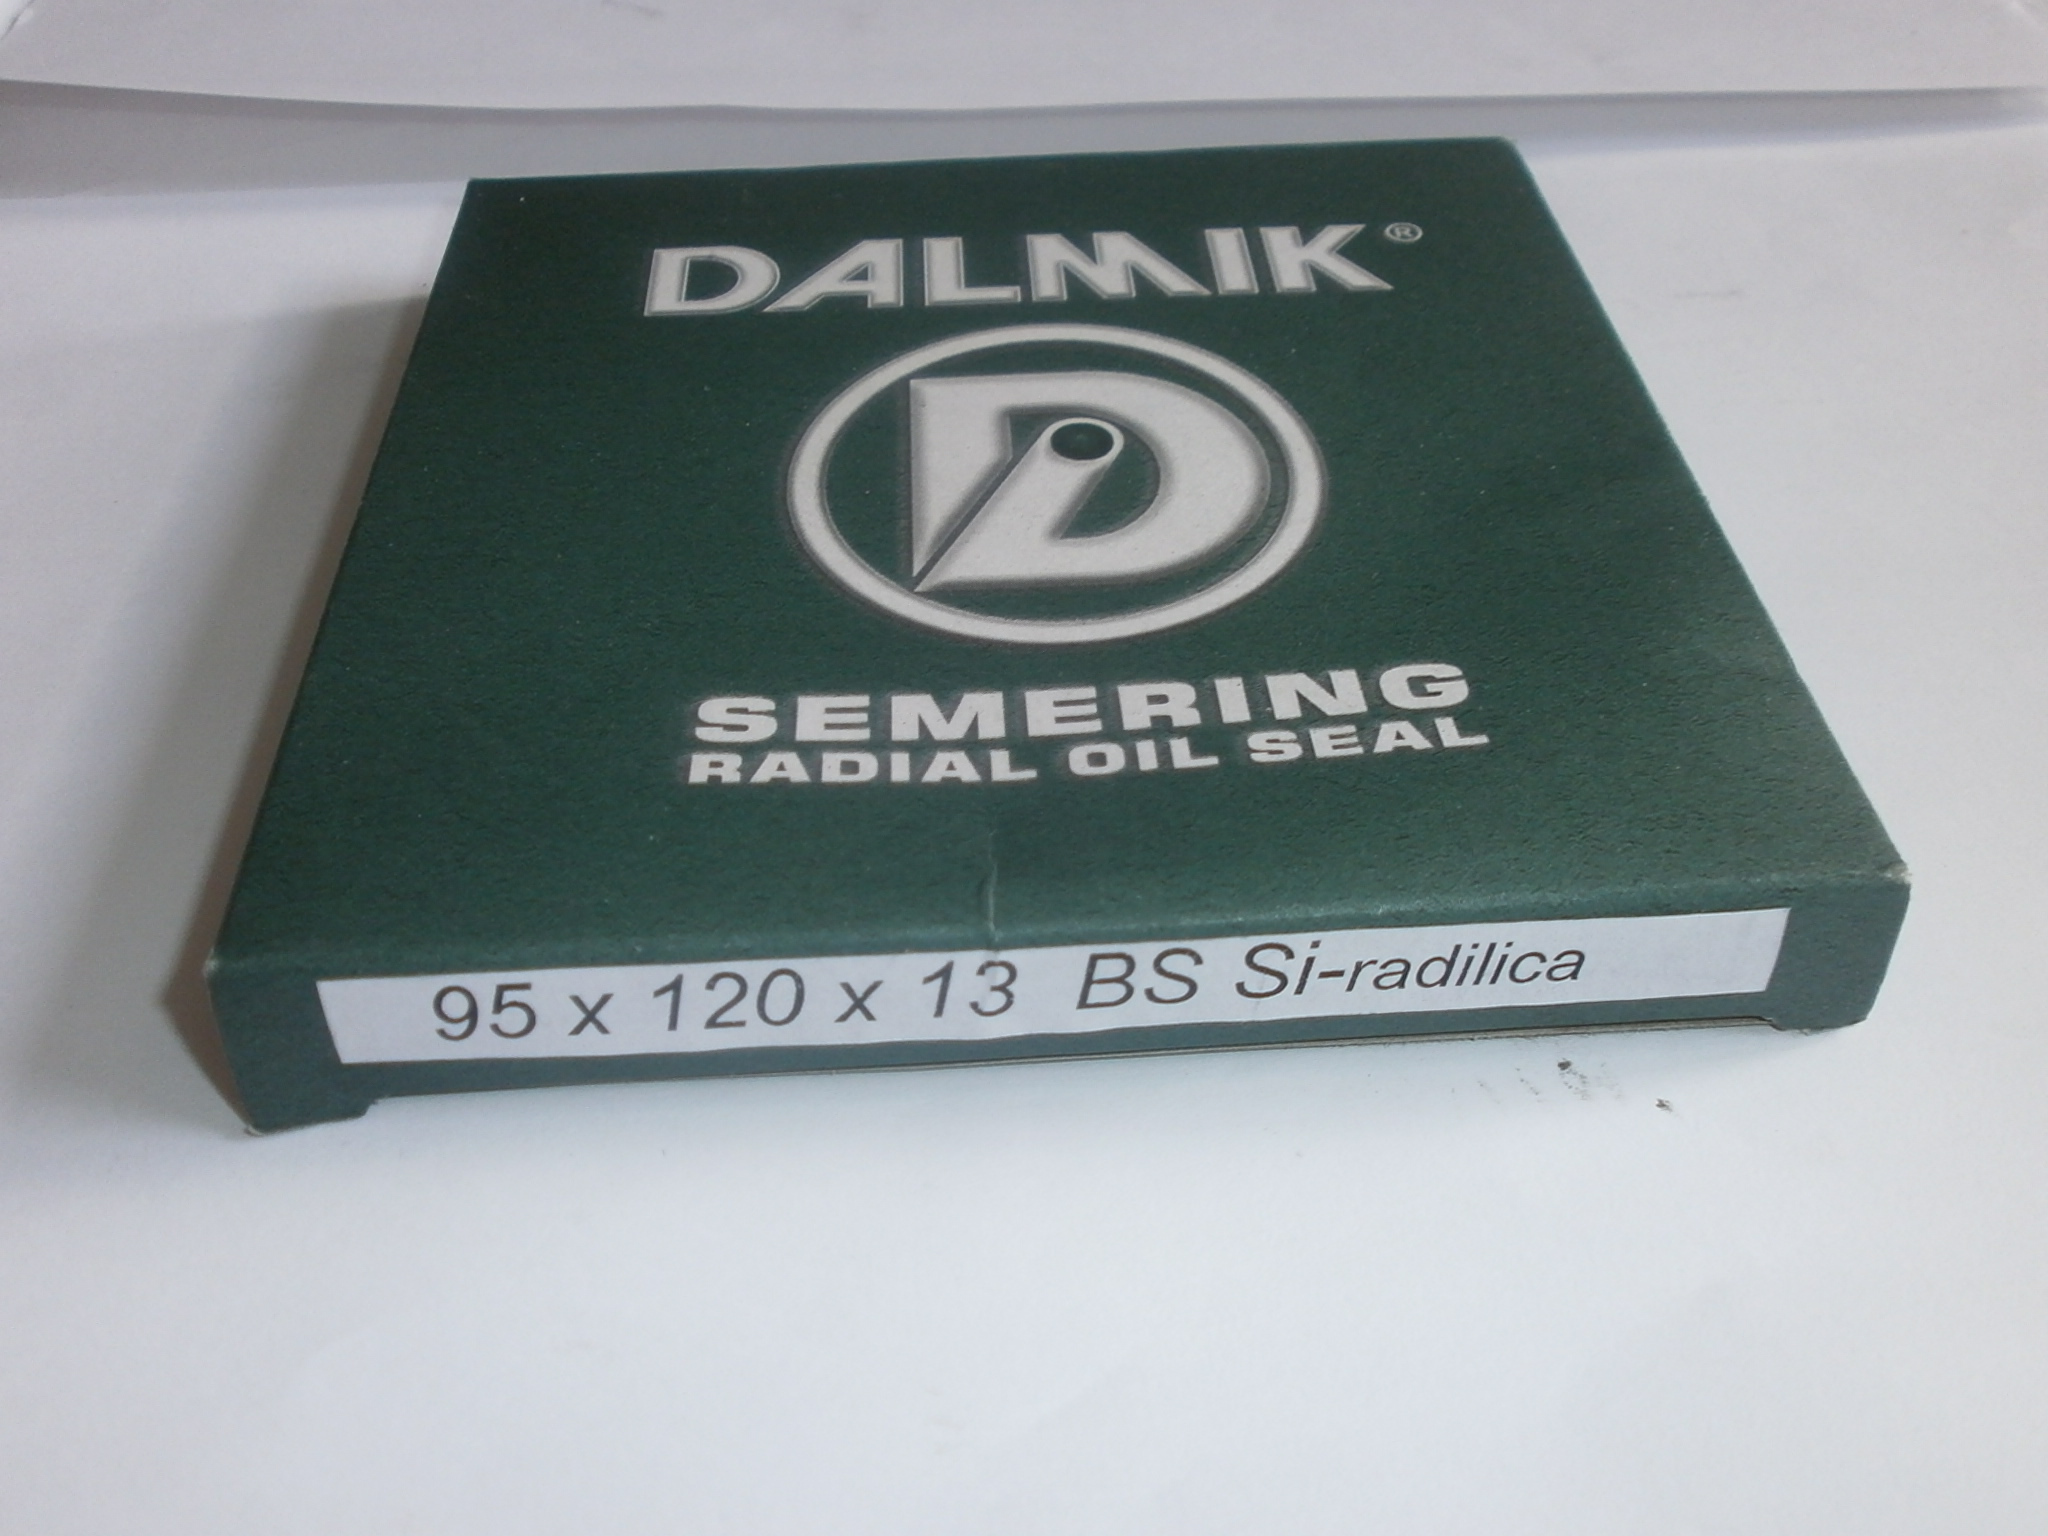 DALMIK®
D
SEMERING
RADIAL OIL SEAL
95 x 120 x 13 BS Si-radilica